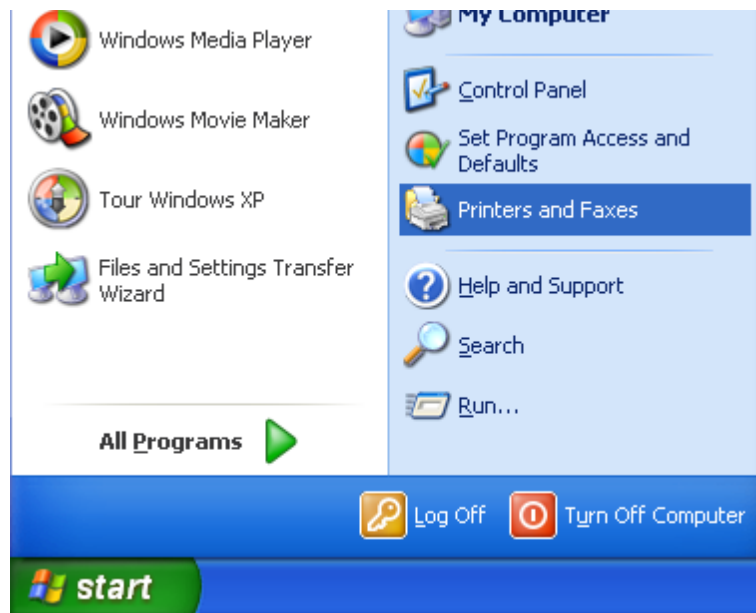 Windows Media Player
Windows Movie Maker
Tour Windows XP
Files and Settings Transfer
Wizard
All Programs
My Computer
Control Panel
Set Program Access and
Defaults
Printers and Faxes
Help and Support
Search
Run...
Log Off
Turn Off Computer
start